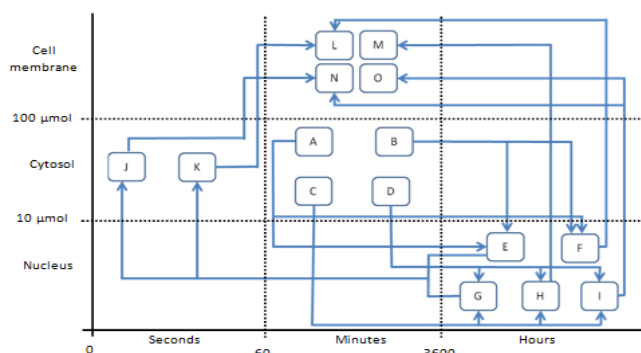 Cell
membrane
L M
N O
100 µmol
A B
Cytosol
J K
C D
10 µmol
E F
Nucleus
G H I
Seconds Minutes Hours
0 60 3600